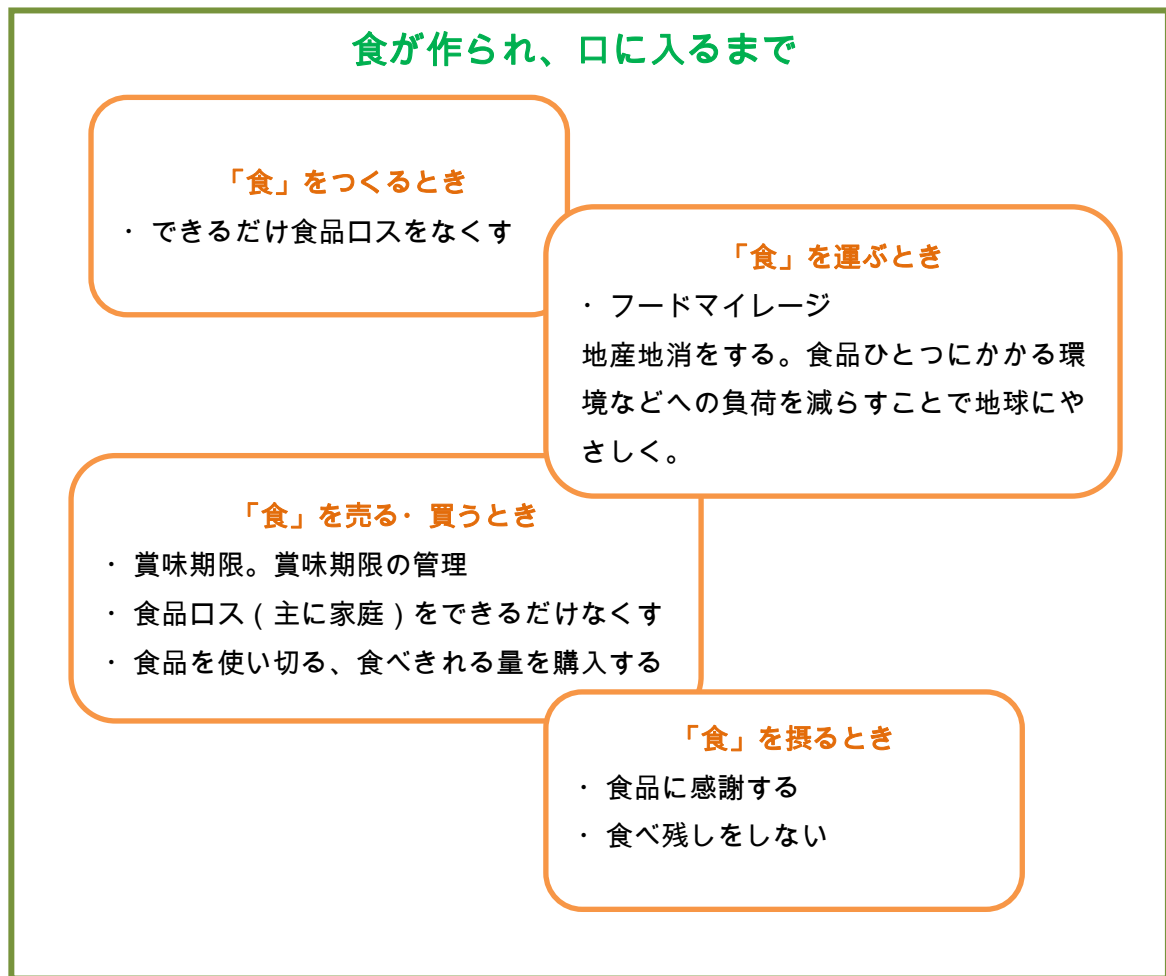 食が作られ、口に入るまで
「食」をつくるとき
・ できるだけ食品ロスをなくす
「食」を運ぶとき
・ フードマイレージ
地産地消をする。食品ひとつにかかる環
境などへの負荷を減らすことで地球にや
さしく。
「食」を売る・ 買うとき
・ 賞味期限。賞味期限の管理
・ 食品ロス ( 主に家庭 ) をできるだけなくす
・ 食品を使い切る、食べきれる量を購入する
「食」を摂るとき
・ 食品に感謝する
・ 食べ残しをしない